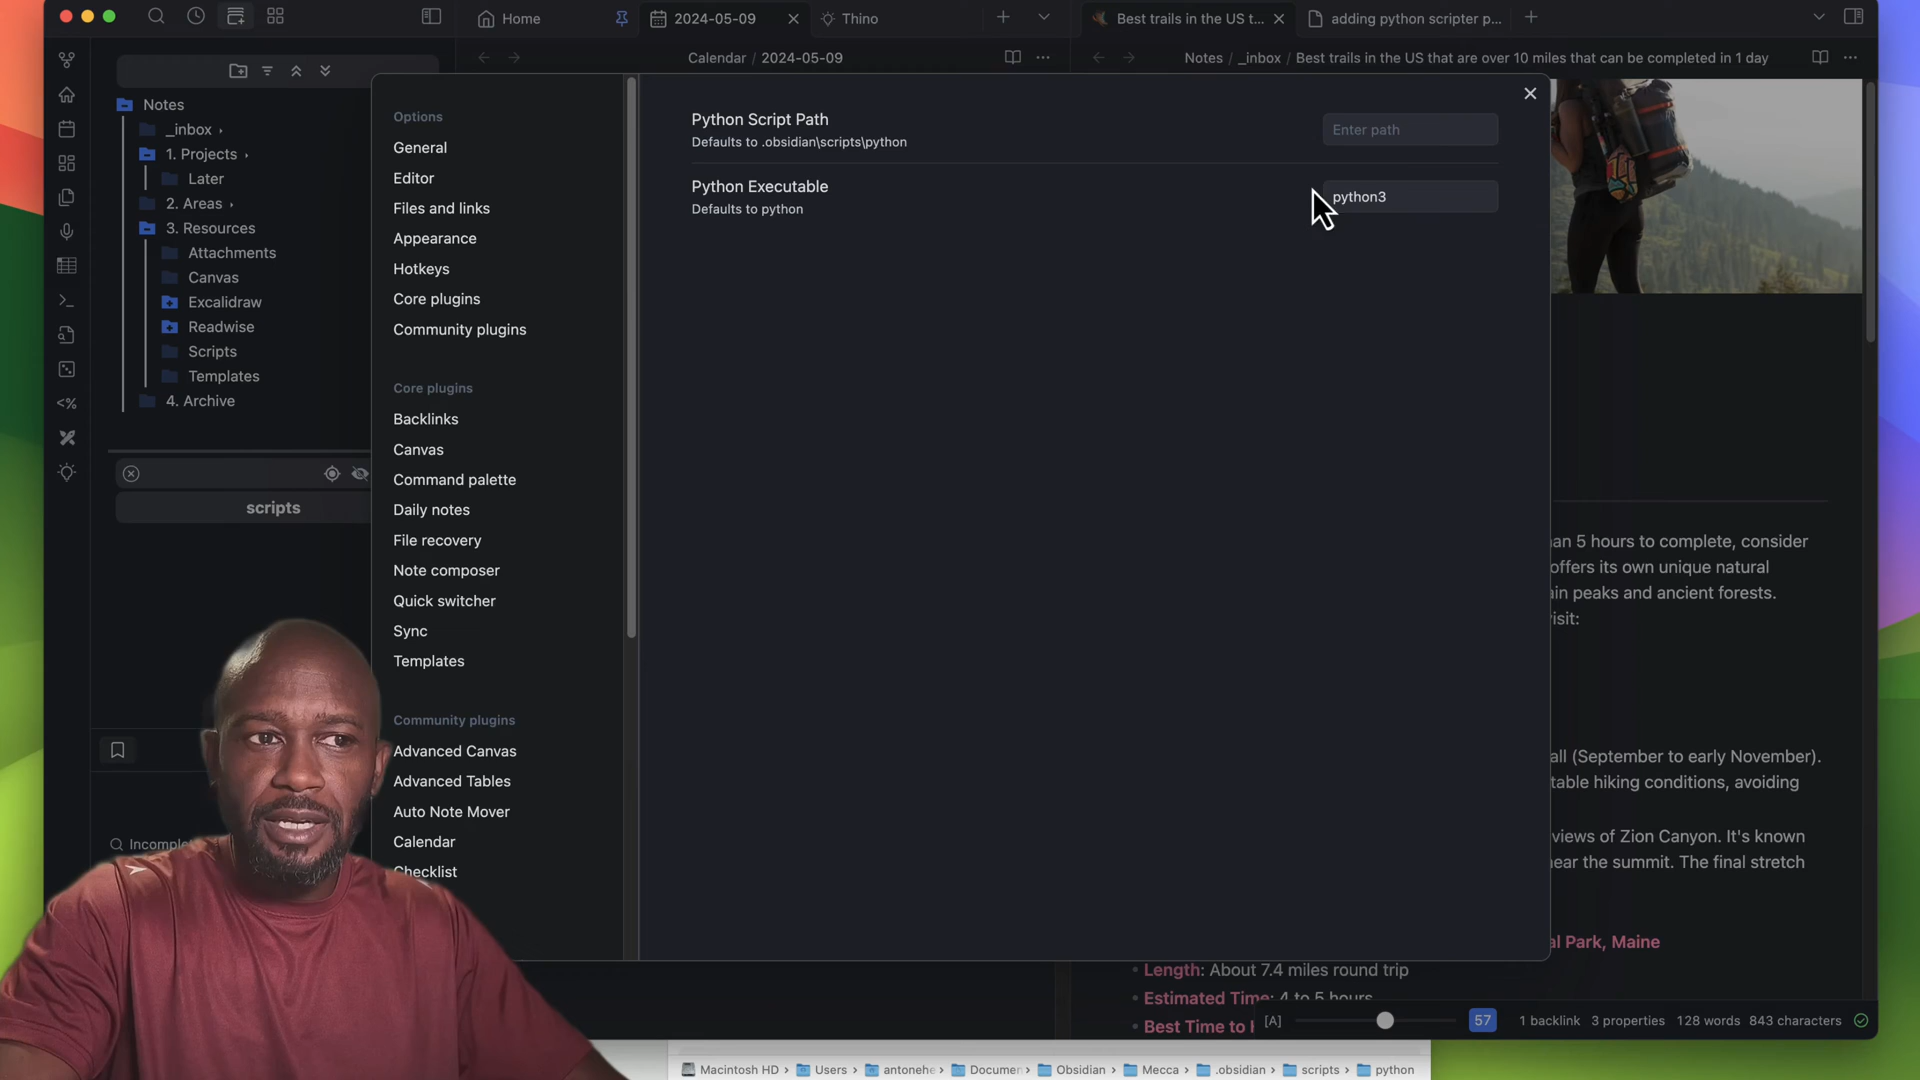 Home
2024-05-09
Thino
Best trails in the US t...
adding python scripter p...
Calendar / 2024-05-09
Notes / _inbox / Best trails in the US that are over 10 miles that can be completed in 1 day
Notes
_inbox
1. Projects
Later
2. Areas
3. Resources
Attachments
Canvas
Excalidraw
Readwise
Scripts
Templates
4. Archive
scripts
Options
General
Editor
Files and links
Appearance
Hotkeys
Core plugins
Community plugins
Core plugins
Backlinks
Canvas
Command palette
Daily notes
File recovery
Note composer
Quick switcher
Sync
Templates
Community plugins
Advanced Canvas
Advanced Tables
Auto Note Mover
Calendar
Checklist
Python Script Path
Defaults to .obsidian\scripts\python
Enter path
Python Executable
Defaults to python
python3
an 5 hours to complete, consider
offers its own unique natural
in peaks and ancient forests.
isit:
all (September to early November).
table hiking conditions, avoiding
views of Zion Canyon. It's known
ear the summit. The final stretch
al Park, Maine
Length: About 7.4 miles round trip
Estimated Time: 4 to 5 hours
Best Time to
[A]
57
1 backlink 3 properties 128 words 843 characters
Macintosh HD › Users › antonehe › Documen › Obsidian › Mecca › .obsidian › scripts › python